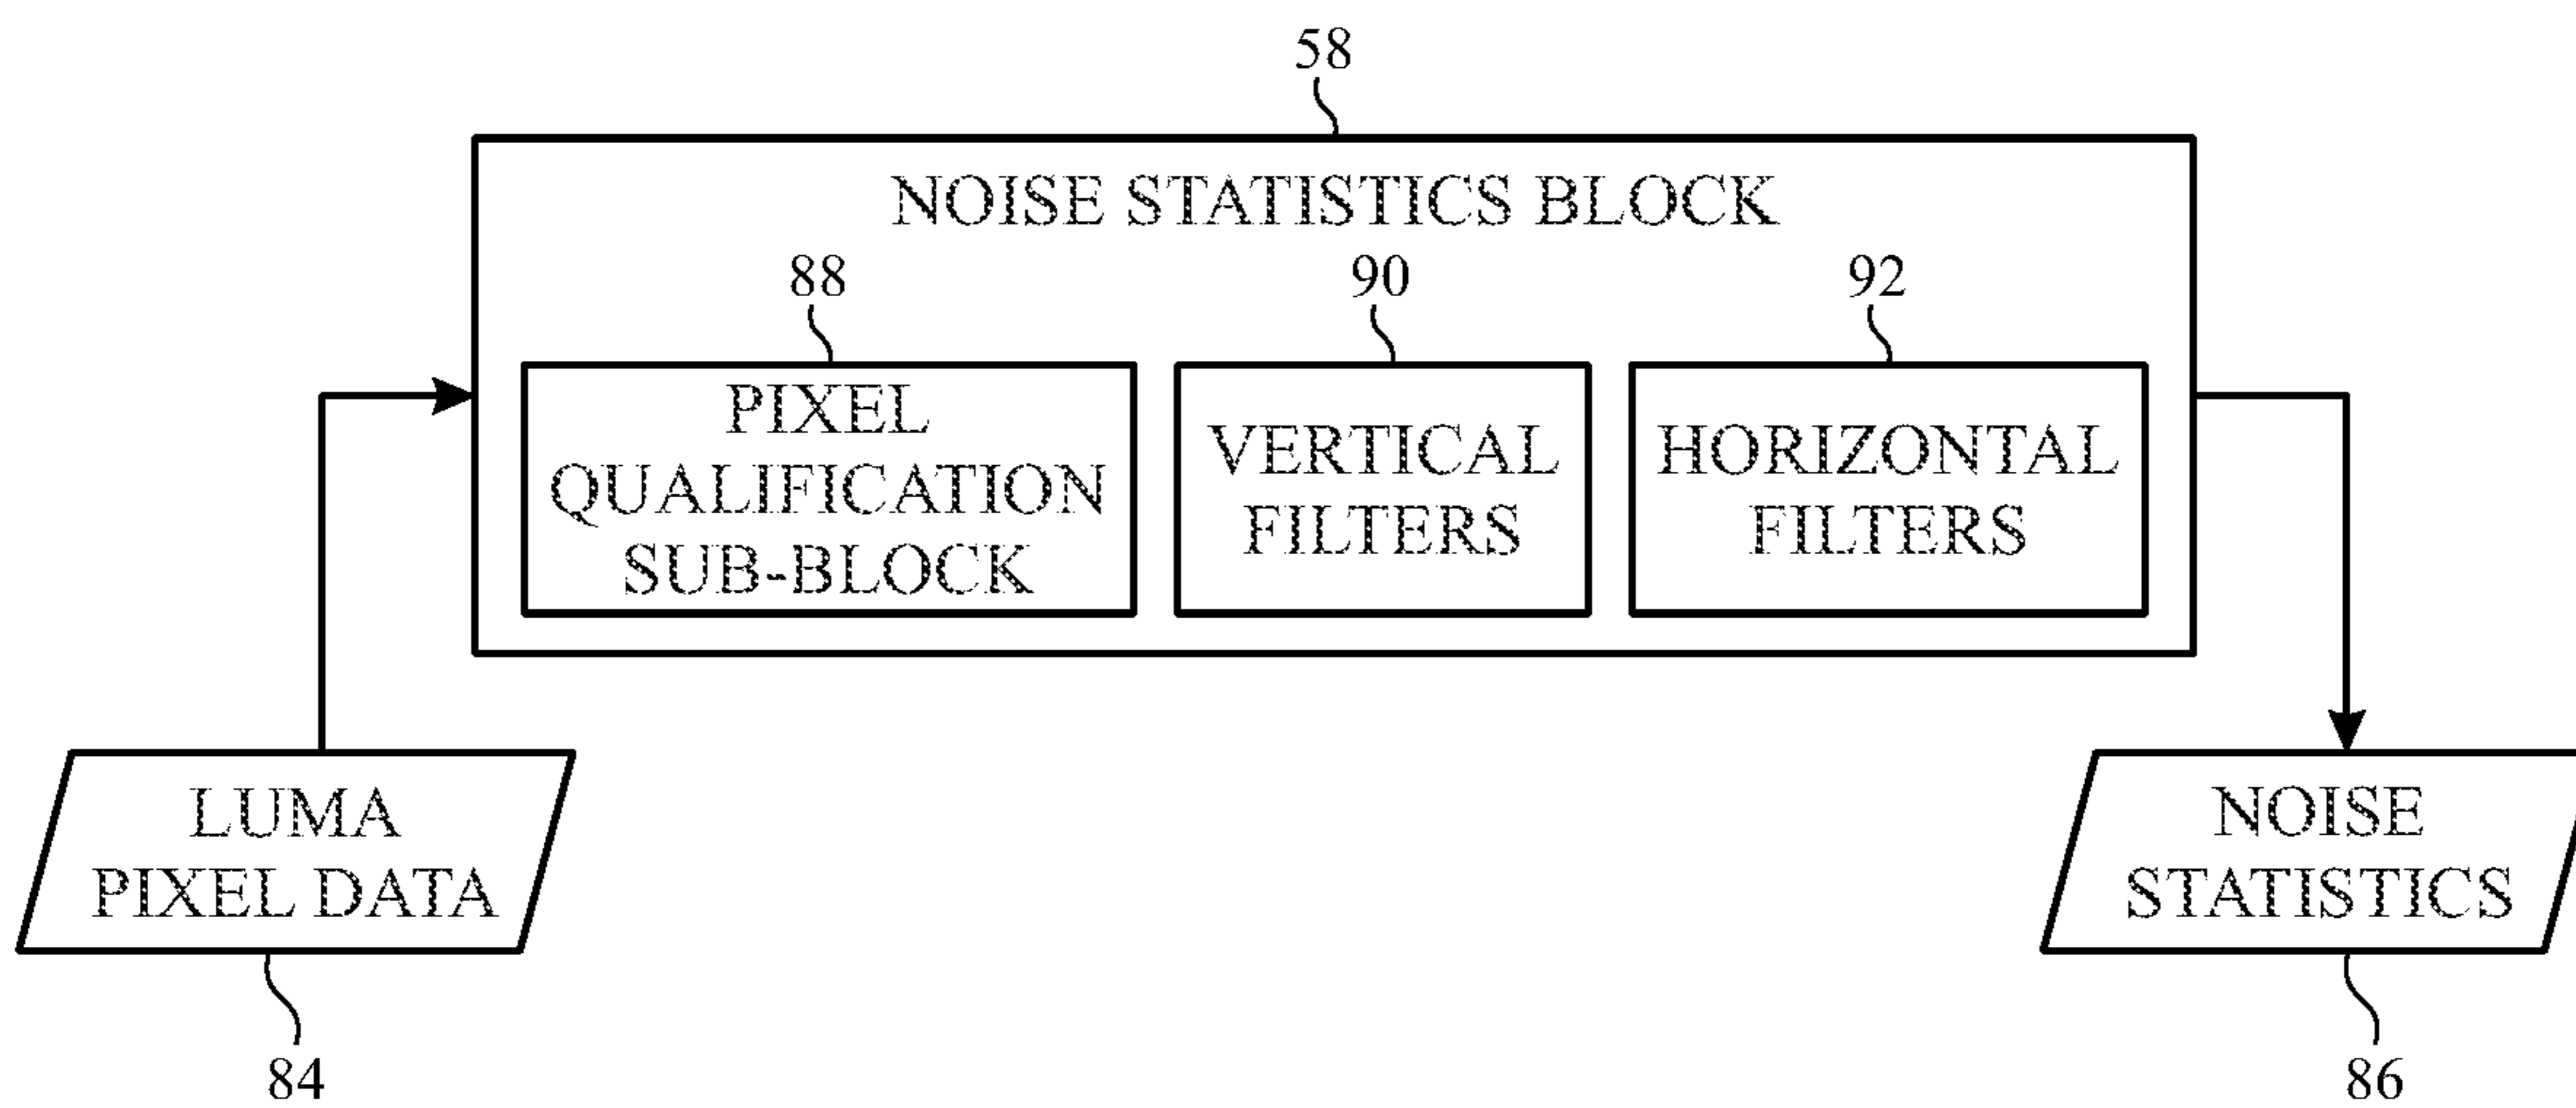 58
NOISE STATISTICS BLOCK
88
PIXEL
QUALIFICATION
SUB-BLOCK
90
VERTICAL
FILTERS
92
HORIZONTAL
FILTERS
LUMA
PIXEL DATA
84
NOISE
STATISTICS
86